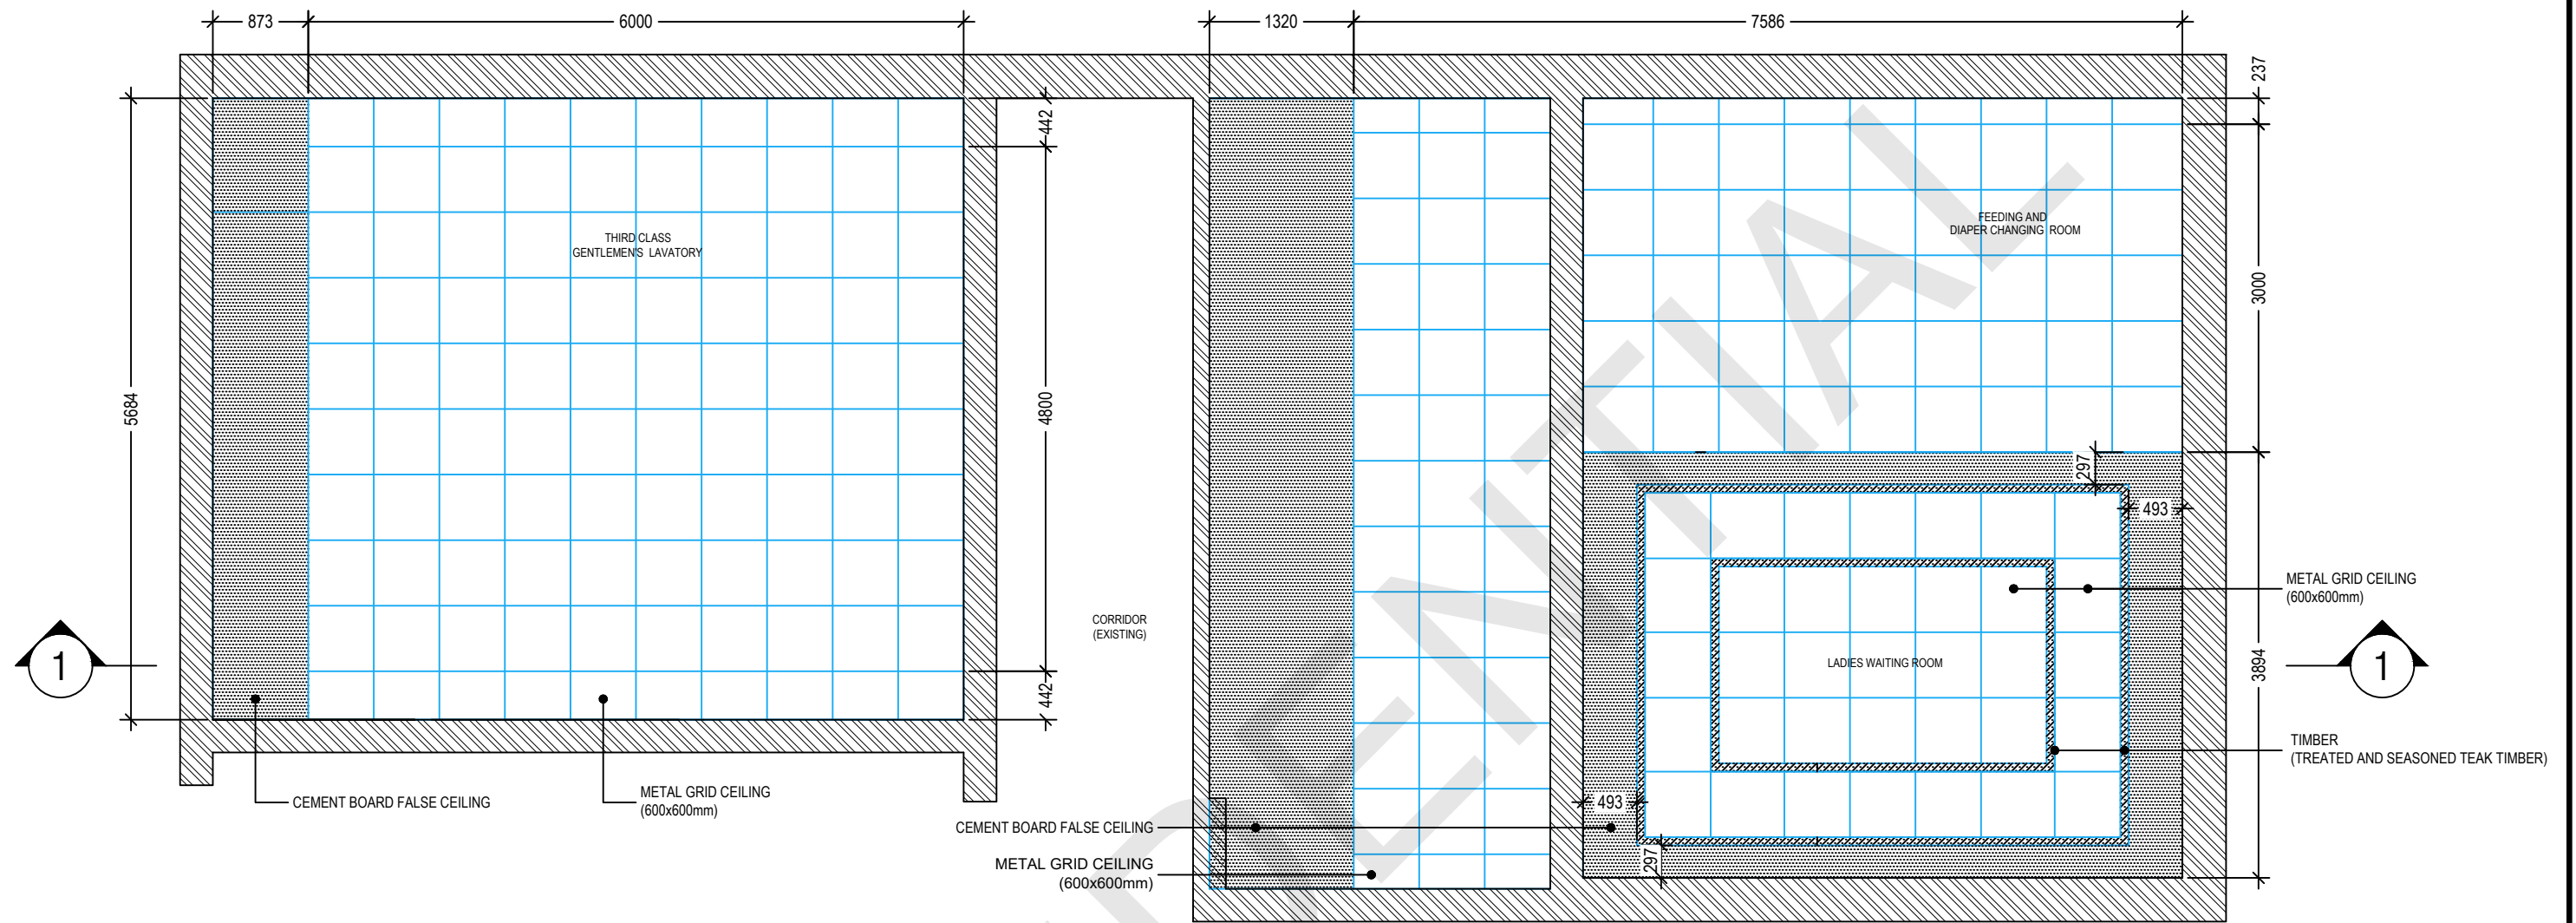 873
6000
1320
7586
237
442
THIRD CLASS
GENTLEMEN'S LAVATORY
FEEDING AND
DIAPER CHANGING ROOM
3000
5684
4800
297
493
METAL GRID CEILING
(600x600mm)
CORRIDOR
(EXISTING)
1
LADIES WAITING ROOM
3894
1
442
TIMBER
(TREATED AND SEASONED TEAK TIMBER)
CEMENT BOARD FALSE CEILING
METAL GRID CEILING
(600x600mm)
493
CEMENT BOARD FALSE CEILING
297
METAL GRID CEILING
(600x600mm)
DENTIAL